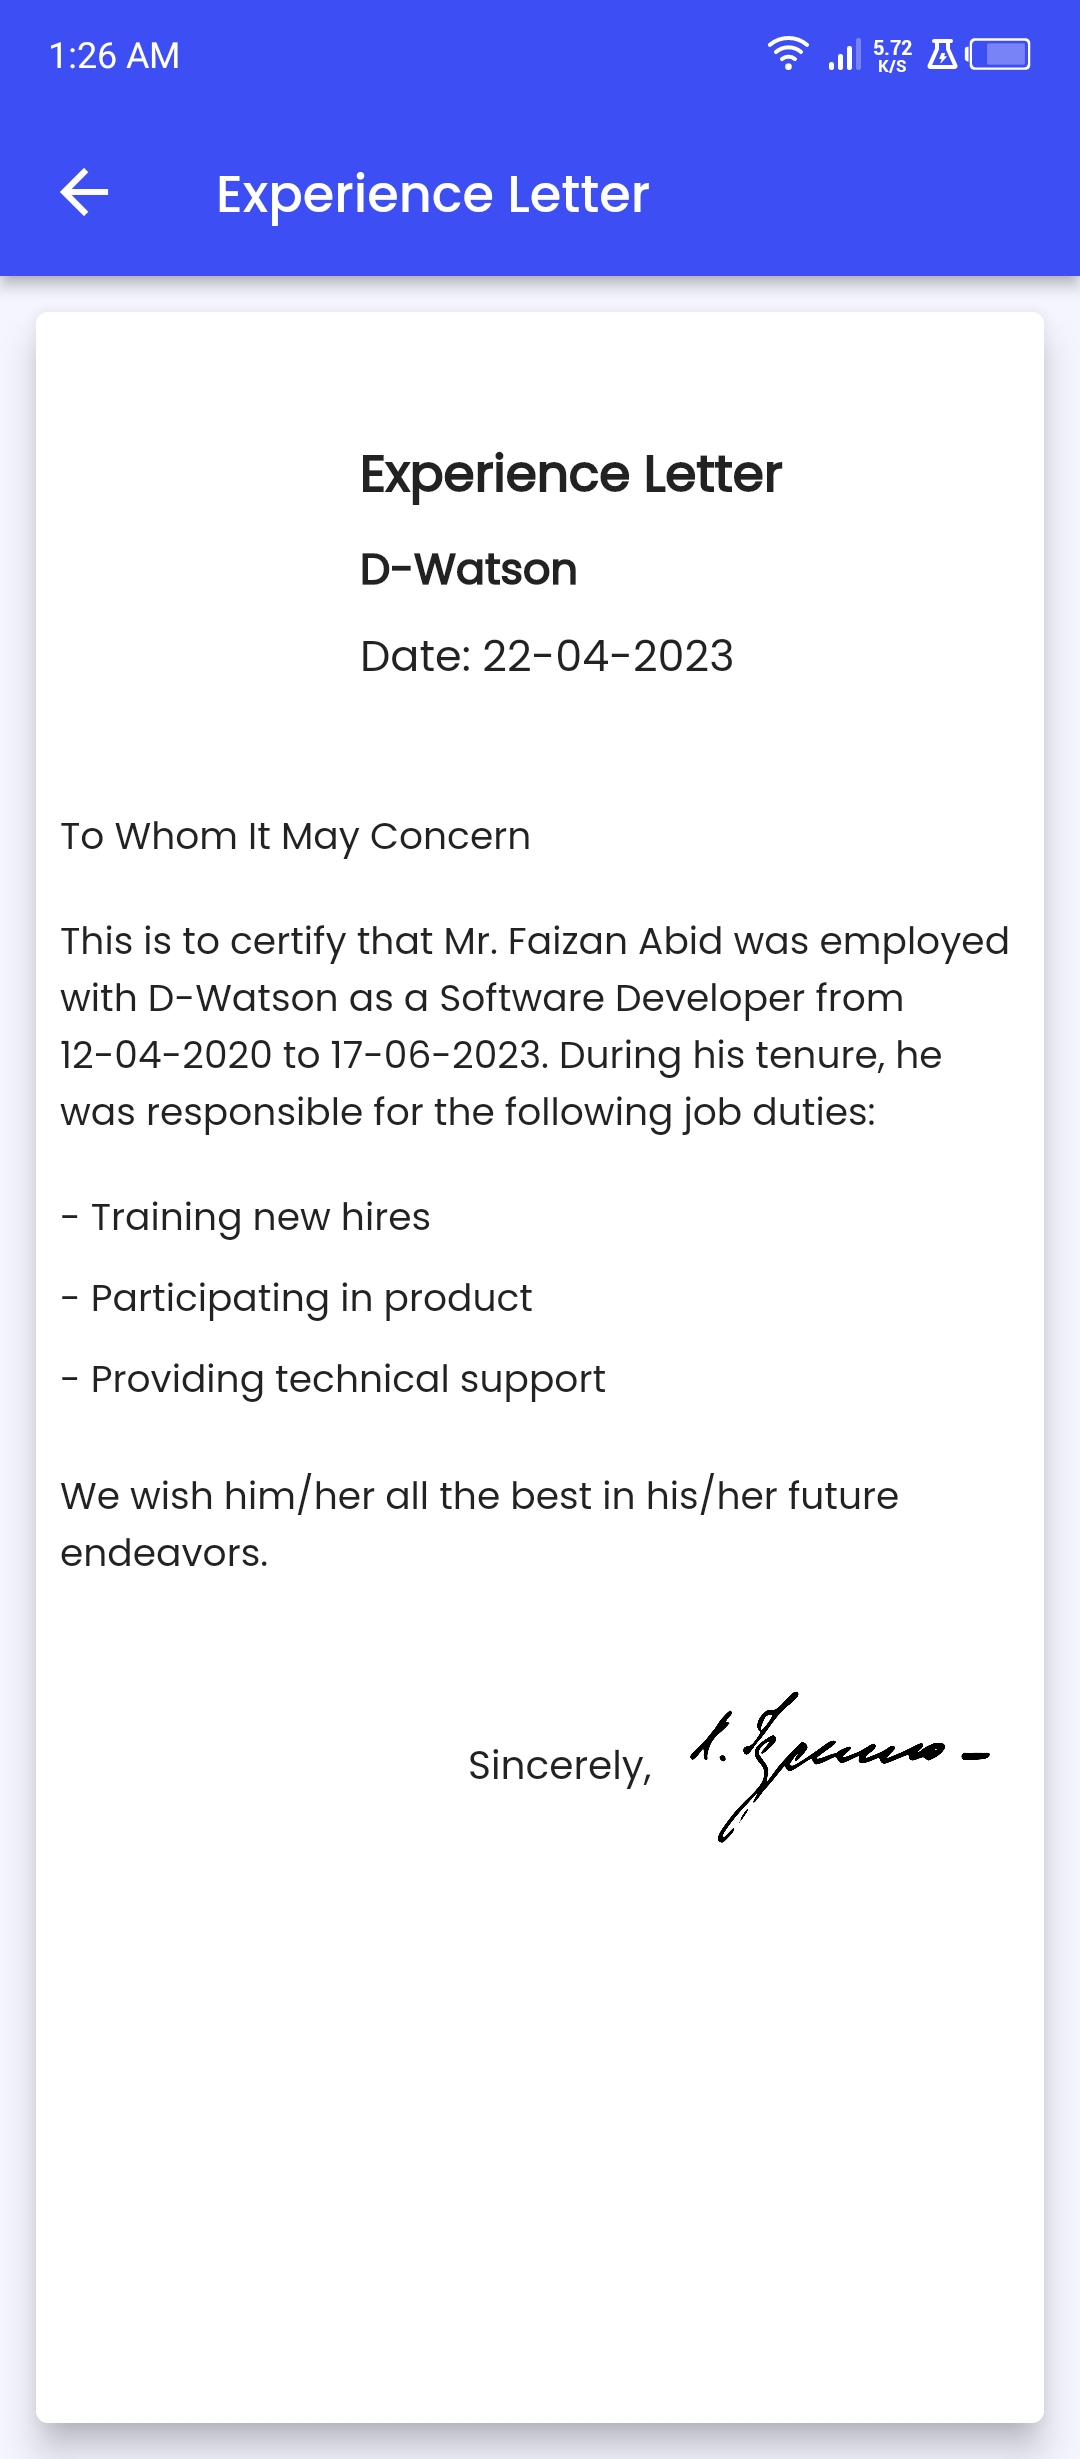 1:26 AM
5.72
K/S
Experience Letter
Experience Letter
D-Watson
Date: 22-04-2023
To Whom It May Concern
This is to certify that Mr. Faizan Abid was employed
with D-Watson as a Software Developer from
12-04-2020 to 17-06-2023. During his tenure, he
was responsible for the following job duties:
- Training new hires
- Participating in product
- Providing technical support
We wish him/her all the best in his/her future
endeavors.
Sincerely,